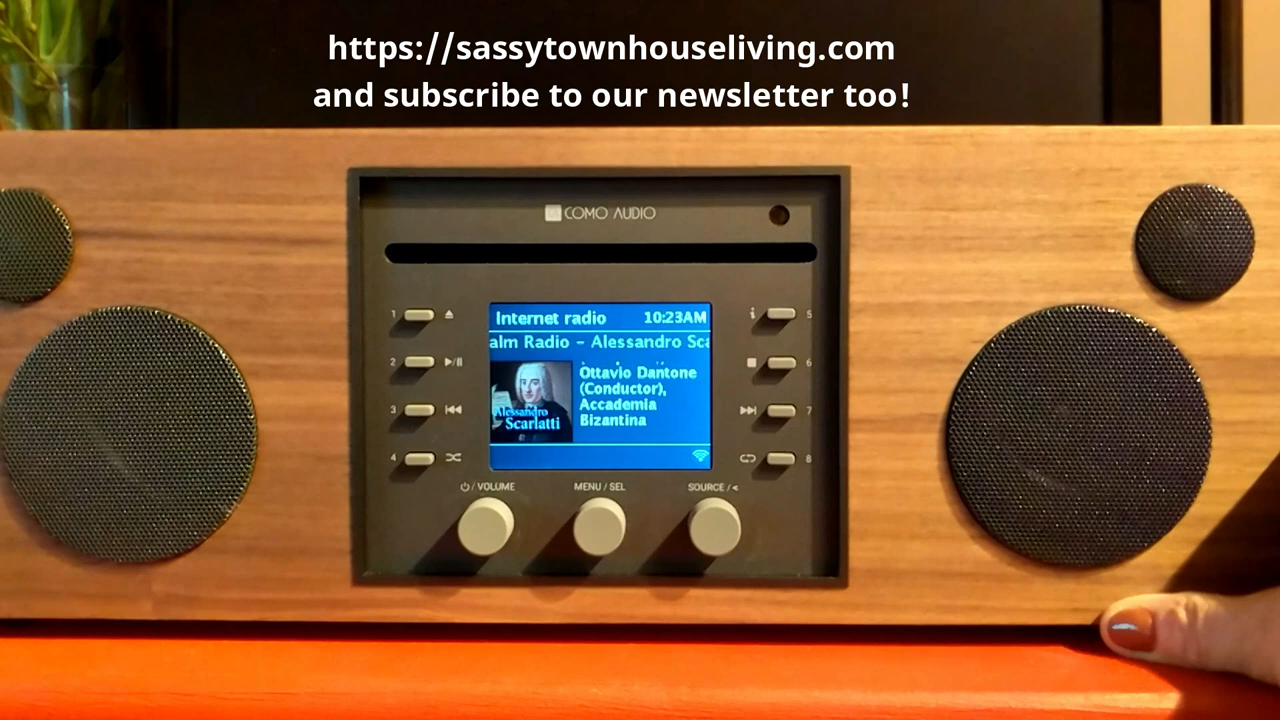 https://sassytownhouseliving.com
and subscribe to our newsletter too!
COMO AUDIO
1
2
3
4
Internet radio 10:23AM
alm Radio - Alessandro Sca
Alessandro
Scarlatti
Ottavio Dantone
(Conductor),
Accademia
Bizantina
i 5
6
7
8
/ VOLUME
MENU / SEL
SOURCE / <